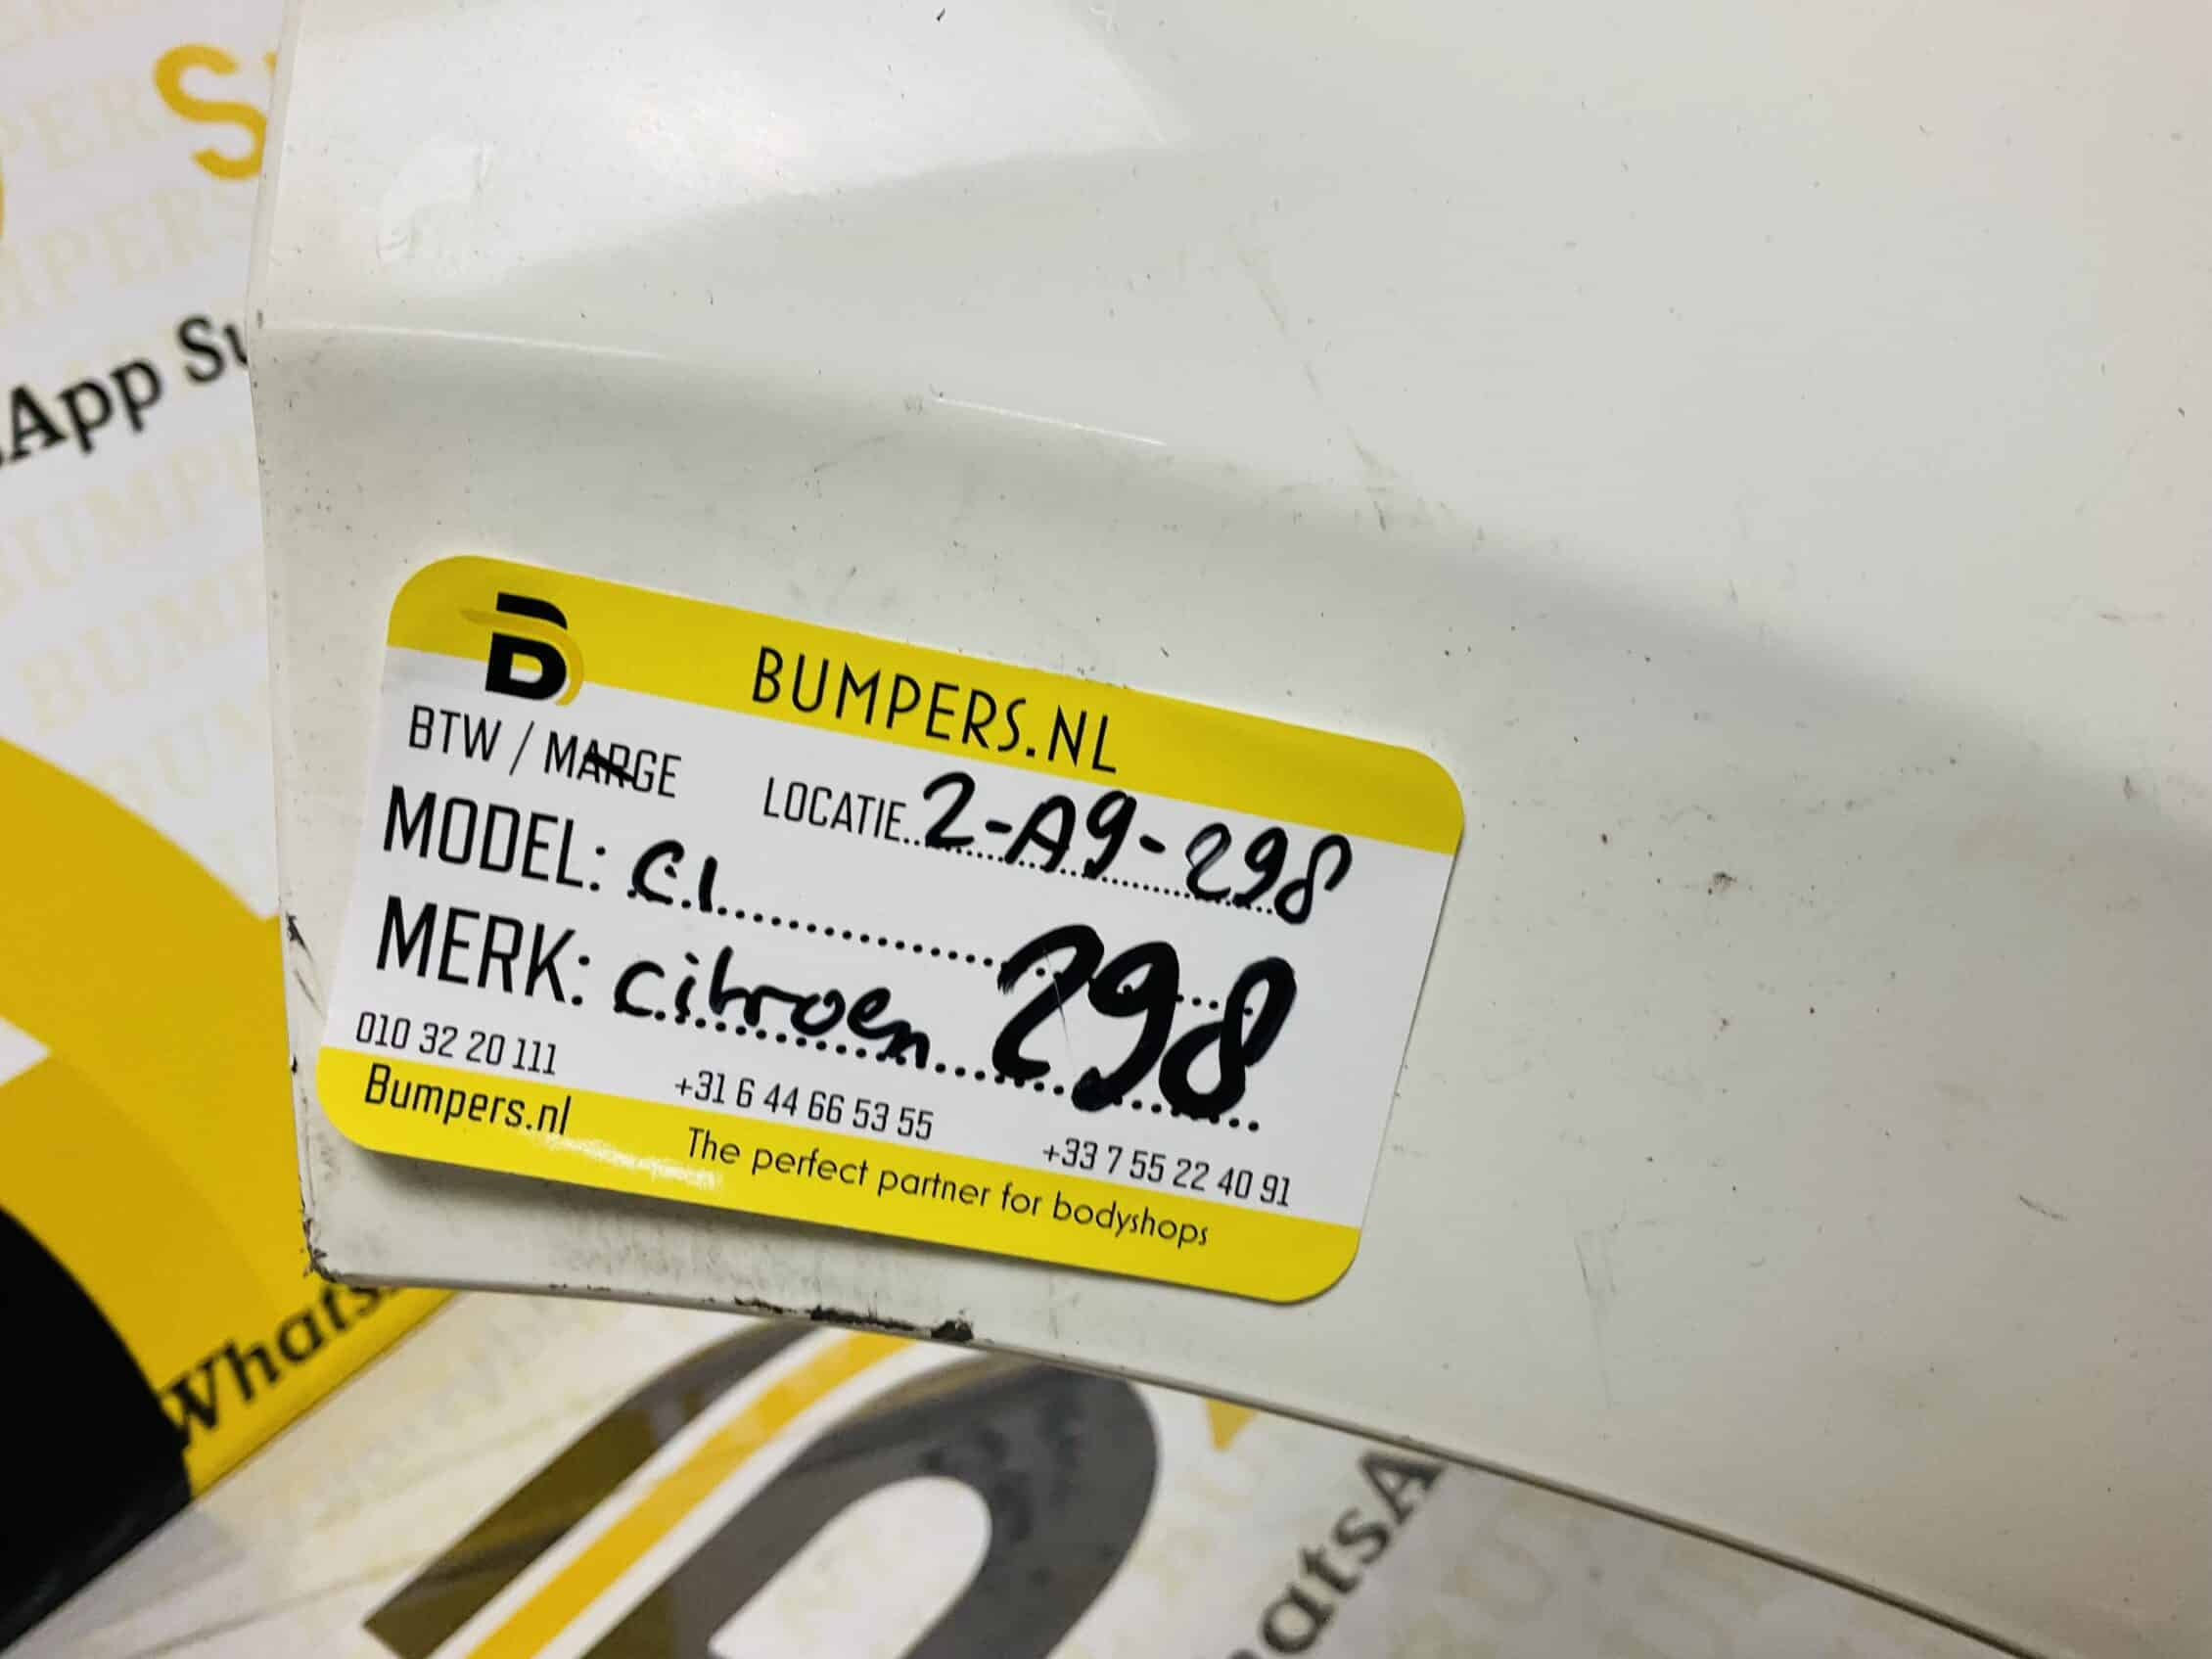 S
App Su
BUMPERS.NL
BTW / MARGE LOCATIE..2-A9-298
MODEL: C1
MERK: Citroen 298
010 32 20 111 +31 6 44 66 53 55 +33 7 55 22 40 91
Bumpers.nl The perfect partner for bodyshops
Whats
atsA